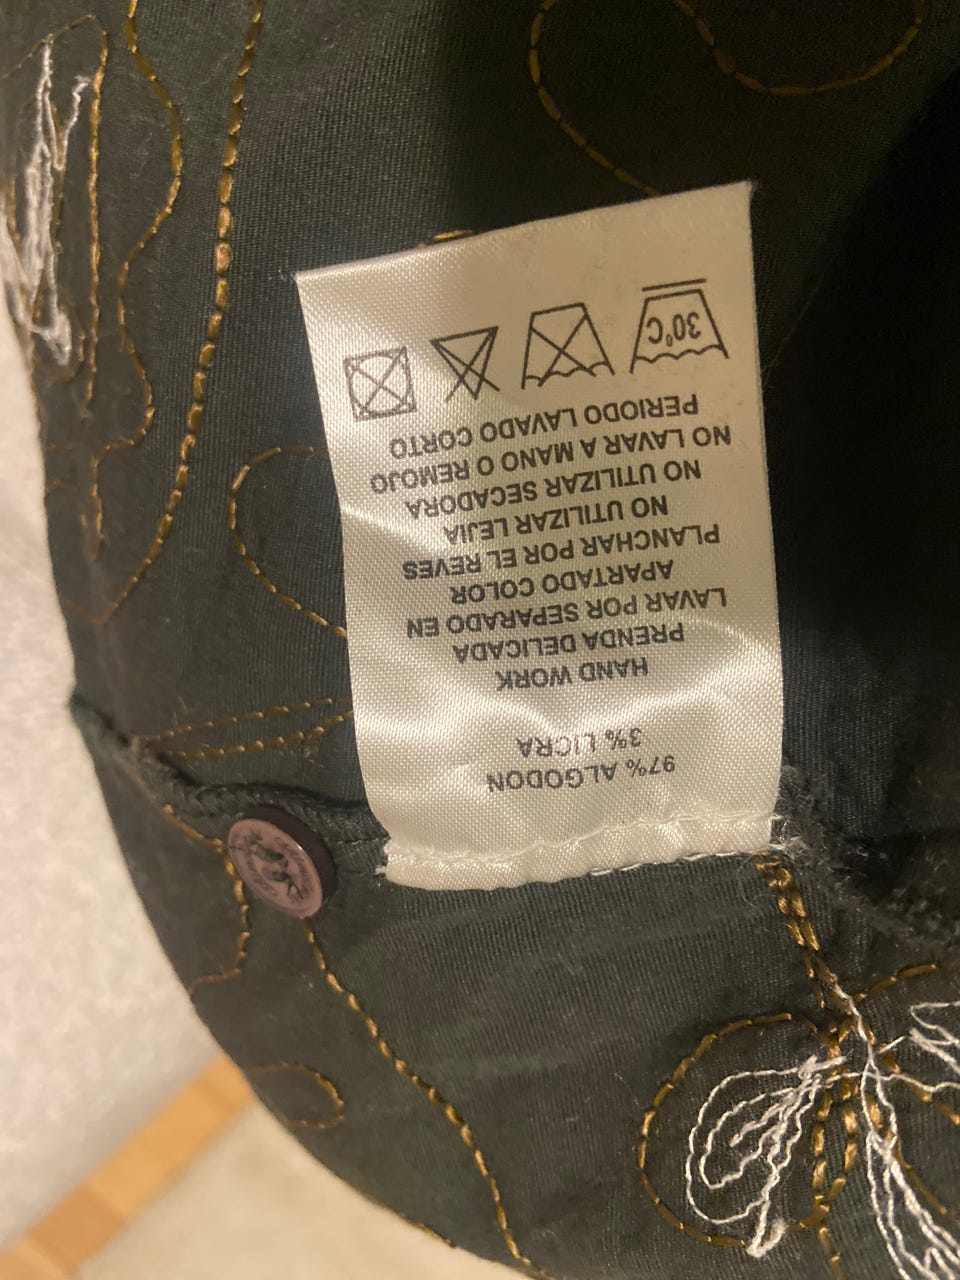 97% ALGODON
3% LICRA
HAND WORK
PRENDA DELICADA
LAVAR POR SEPARADO EN
APARTADO COLOR
PLANCHAR POR EL REVES
NO UTILIZAR LEJIA
NO UTILIZAR SECADORA
NO LAVAR A MANO O REMOJO
PERIODO LAVADO CORTO
30°C